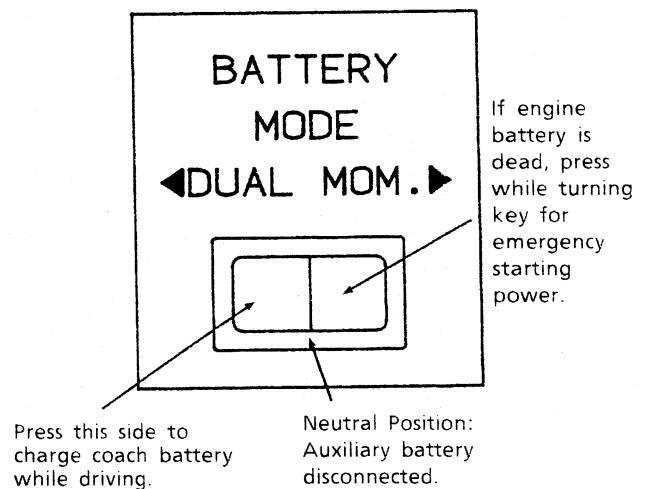 BATTERY
MODE
◀DUAL MOM.▶
If engine
battery is
dead, press
while turning
key for
emergency
starting
power.
Press this side to
charge coach battery
while driving.
Neutral Position:
Auxiliary battery
disconnected.